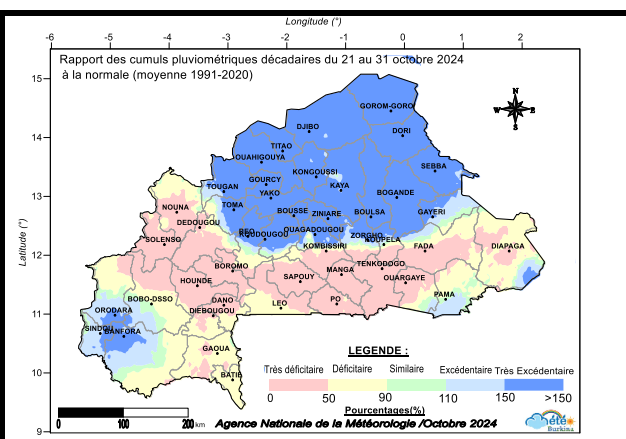 Longitude (°)
-6 -5 -4 -3 -2 -1 0 1 2
Rapport des cumuls pluviométriques décadaires du 21 au 31 octobre 2024
à la normale (moyenne 1991-2020)
15
N
W E
S
GOROM-GORO
DJIBO
14
DORI
TITAO
OUAHIGOUYA
SEBBA
KONGOUSSI
GOURCY
TOUGAN
KAYA
13
YAKO
BOGANDE
NOUNA
TOMA
BOUSSE
ZINIARE
BOULSA
GAYERI
DEDOUGOU
REO
KOUDOUGOU
OUAGADOUGOU
ZORGHO
SOLENSO
KOUPELA
KOMBISSIRI
FADA
DIAPAGA
12
BOROMO
TENKODOGO
MANGA
SAPOUY
HOUNDE
OUARGAYE
BOBO-DSSO
DANO
PO
PAMA
LEO
ORODARA
DIEBOUGOU
11
SINDOU
BANFORA
GAOUA
LEGENDE :
10
BATIE
Très déficitaire Déficitaire Similaire Excédentaire Très Excédentaire
0 50 90 110 150 >150
Pourcentages(%)
0 100 200 km
Agence Nationale de la Météorologie /Octobre 2024
météo
Burkina
9
Latitude (°)